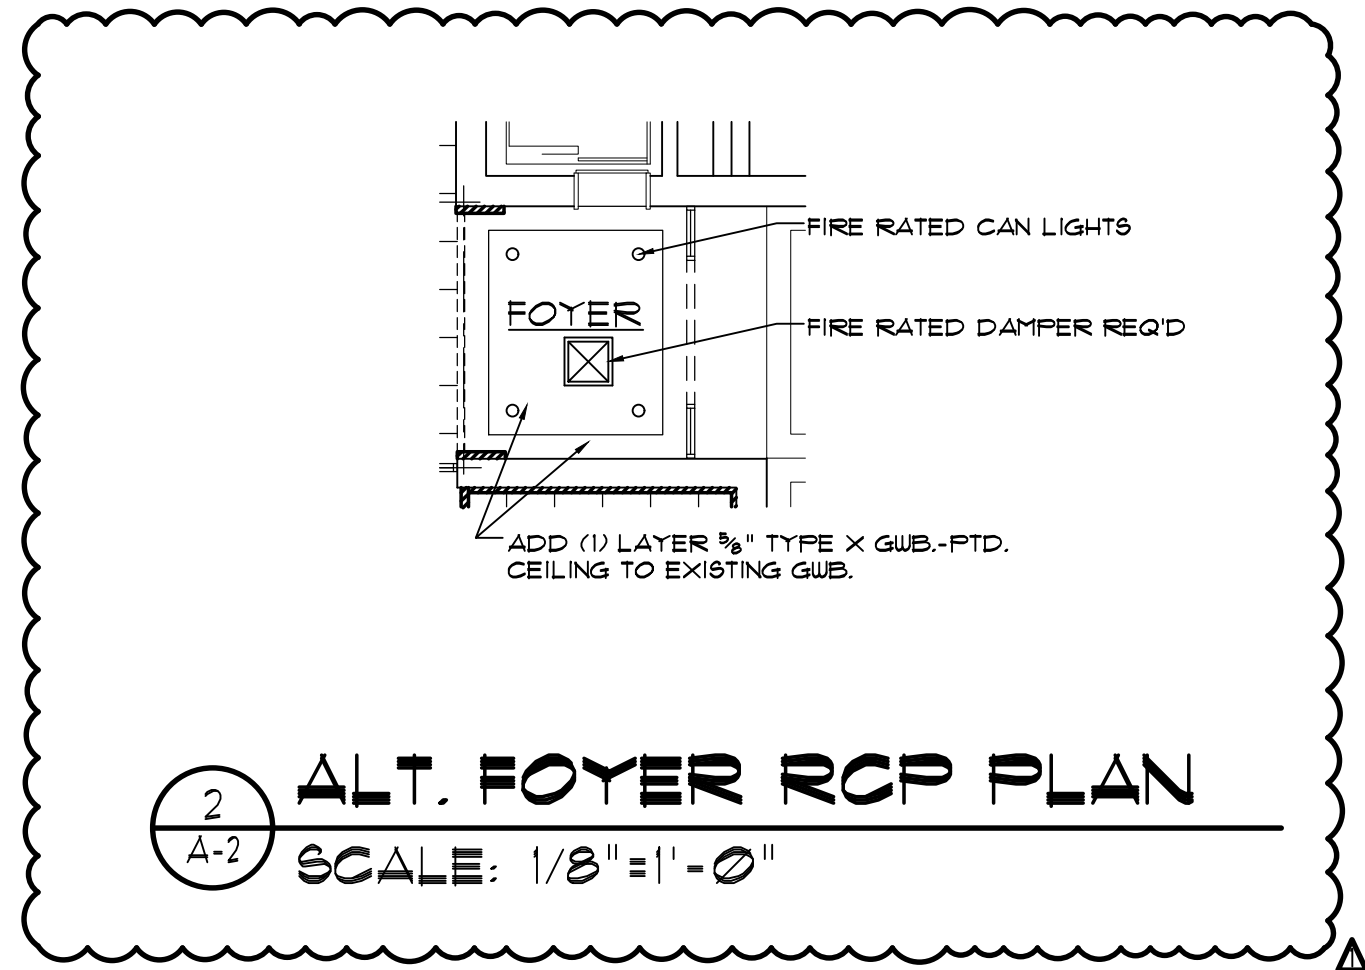 FIRE RATED CAN LIGHTS
FOYER
FIRE RATED DAMPER REQ'D
ADD (1) LAYER 5/8" TYPE X GWB.-PTD.
CEILING TO EXISTING GWB.
ALT. FOYER RCP PLAN
2
A-2
SCALE: 1/8"=1'-0"
1